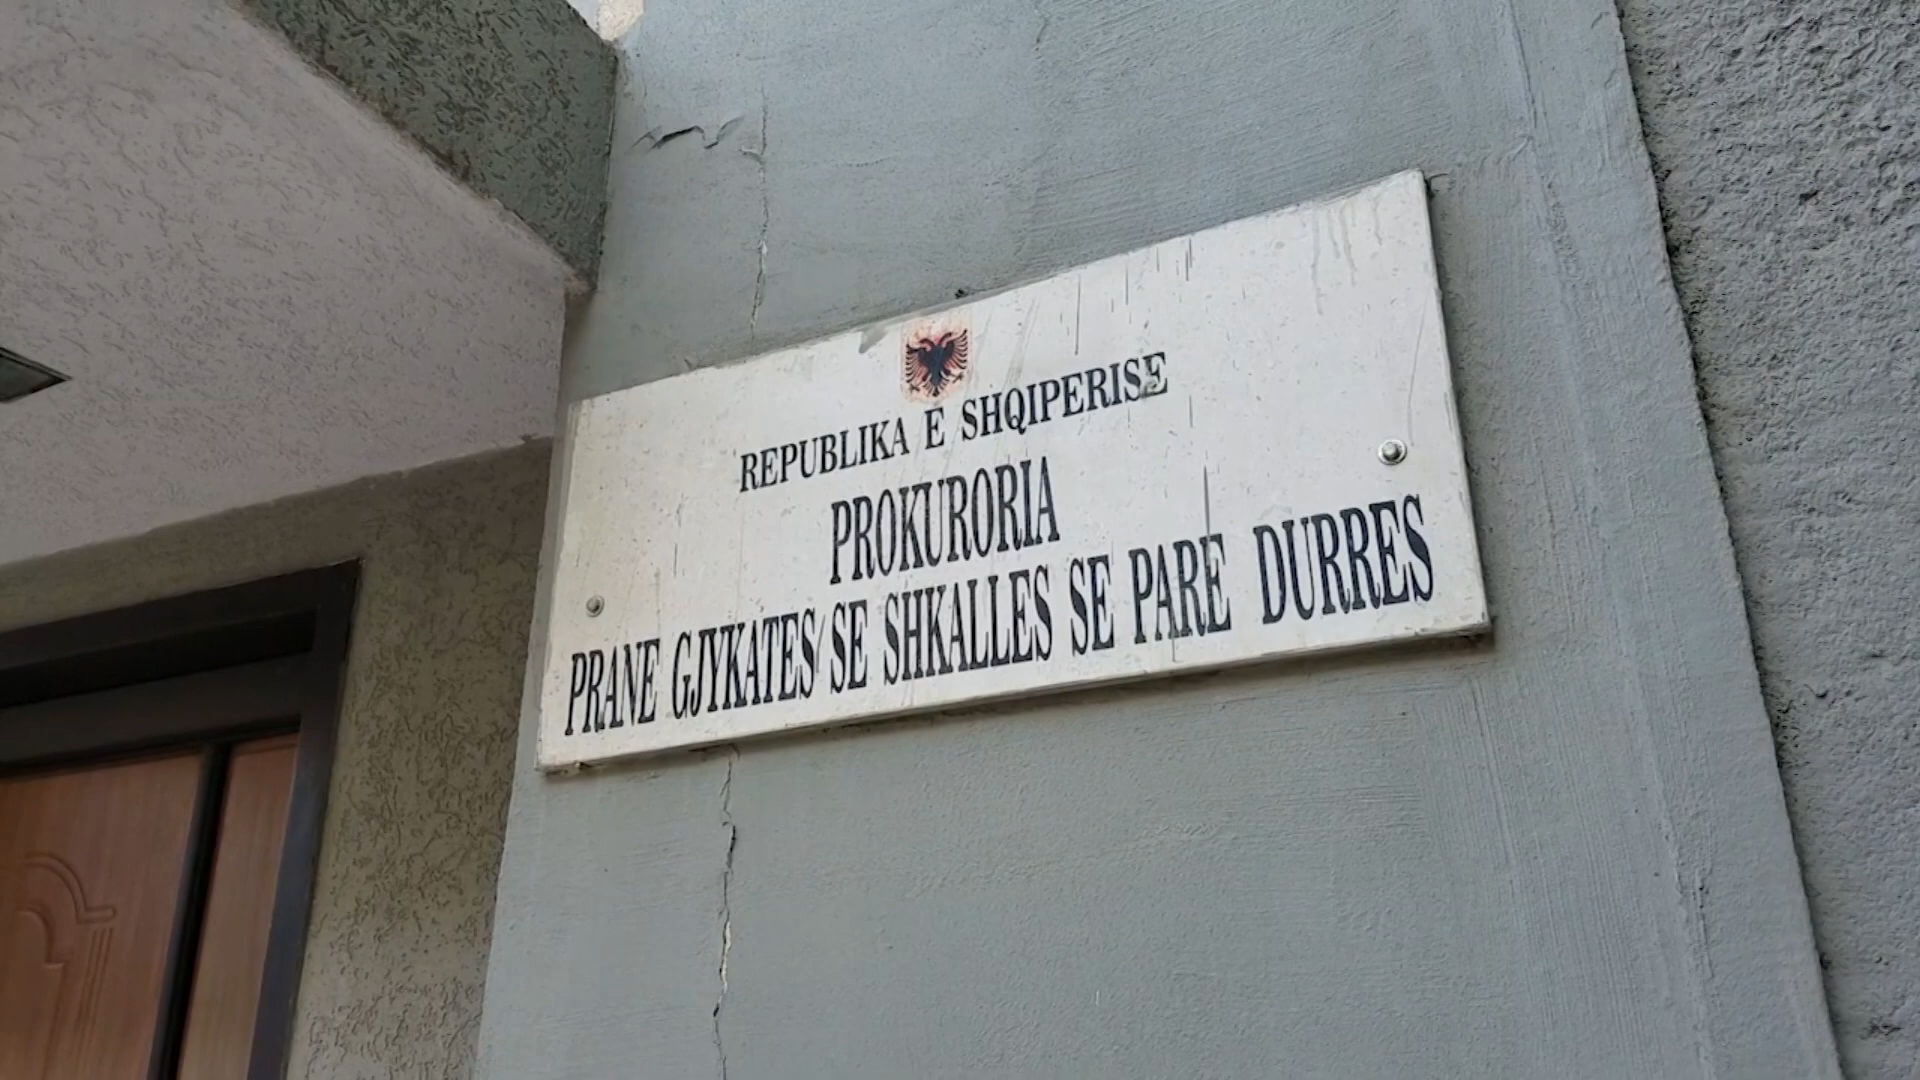 REPUBLIKA E SHQIPERISE
PROKURORIA
PRANE GJYKATES SE SHKALLES SE PARE DURRES